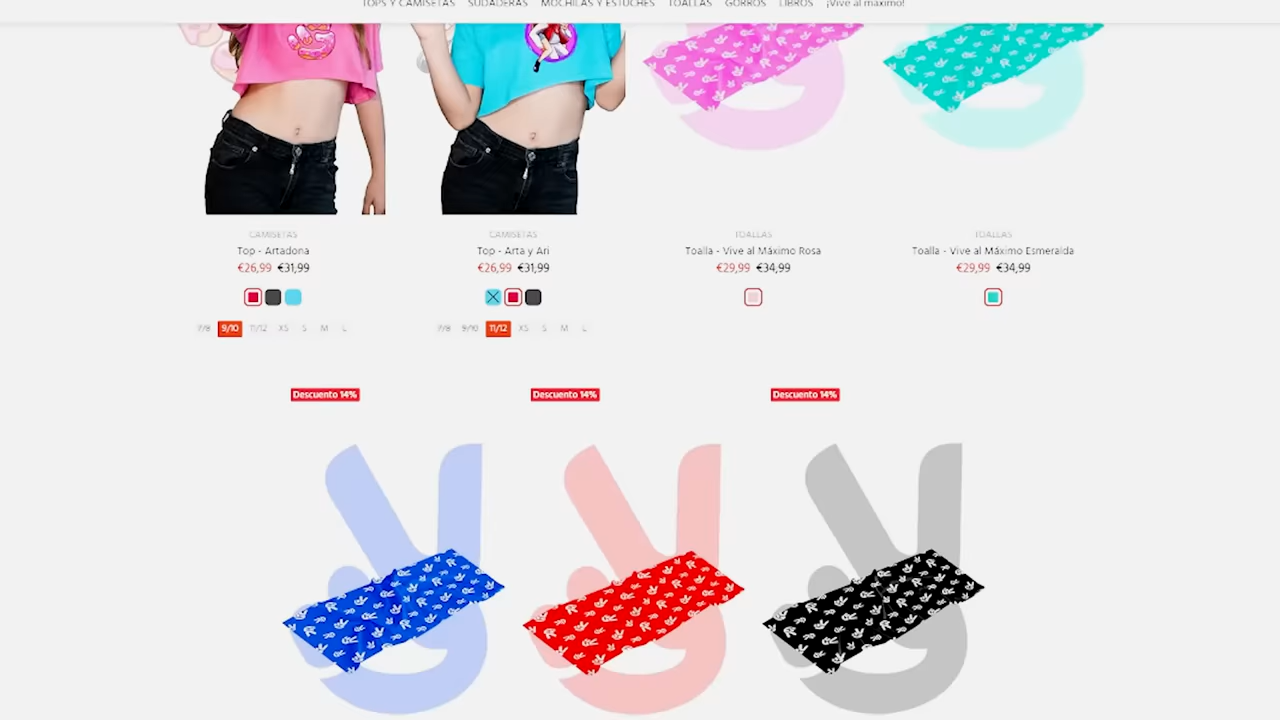 TOPS Y CAMISETAS SUDADERAS MOCHILAS Y ESTUCHES TOALLAS GORROS LIBROS ¡Vive al máximo!
CAMISETAS
Top - Artadona
€26,99 €31,99
7/8 9/10 11/12 XS S M L
CAMISETAS
Top - Arta y Ari
€26,99 €31,99
7/8 9/10 11/12 XS S M L
TOALLAS
Toalla - Vive al Máximo Rosa
€29,99 €34,99
TOALLAS
Toalla - Vive al Máximo Esmeralda
€29,99 €34,99
Descuento 14%
Descuento 14%
Descuento 14%